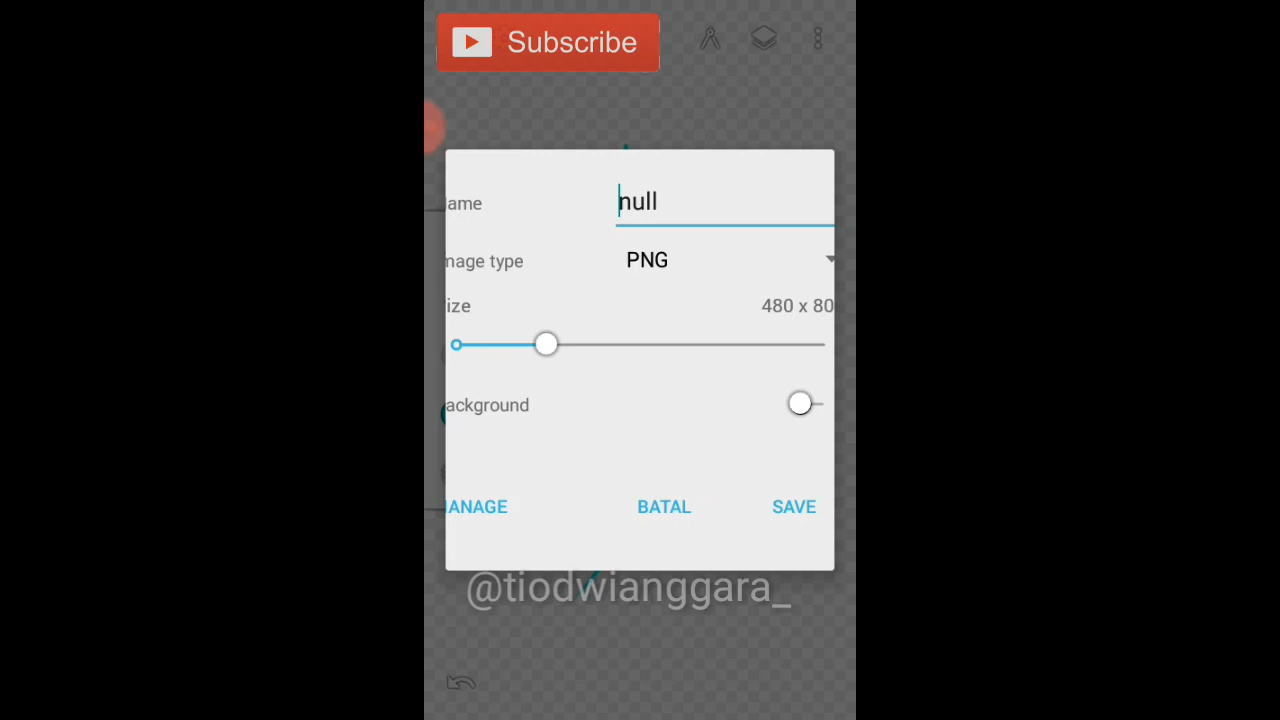 Subscribe
ame null
mage type PNG
ize 480 x 80
ackground
ANAGE BATAL SAVE
@tiodwianggara_